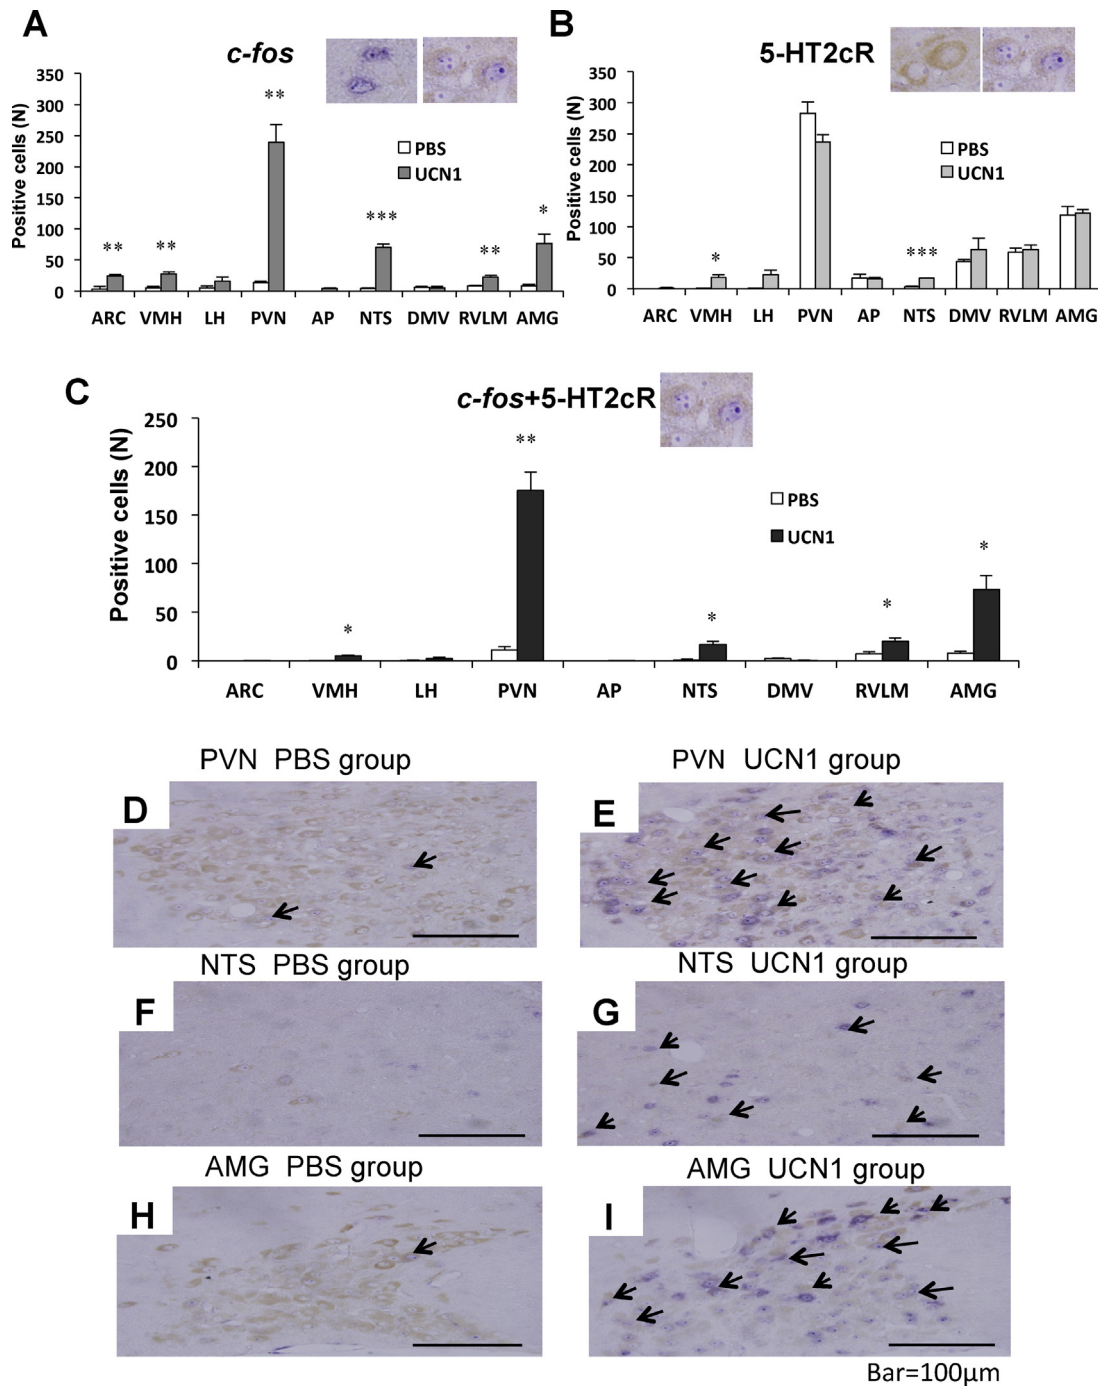 A
c-fos
350
300
250
200
150
100
50
0
Positive cells (N)
PBS
UCN1
** ** ** *** ** *
ARC VMH LH PVN AP NTS DMV RVLM AMG
B
5-HT2cR
350
300
250
200
150
100
50
0
Positive cells (N)
PBS
UCN1
* ***
ARC VMH LH PVN AP NTS DMV RVLM AMG
C
c-fos+5-HT2cR
250
200
150
100
50
0
Positive cells (N)
PBS
UCN1
* ** * * *
ARC VMH LH PVN AP NTS DMV RVLM AMG
PVN PBS group
D
PVN UCN1 group
E
NTS PBS group
F
NTS UCN1 group
G
AMG PBS group
H
AMG UCN1 group
I
Bar=100μm